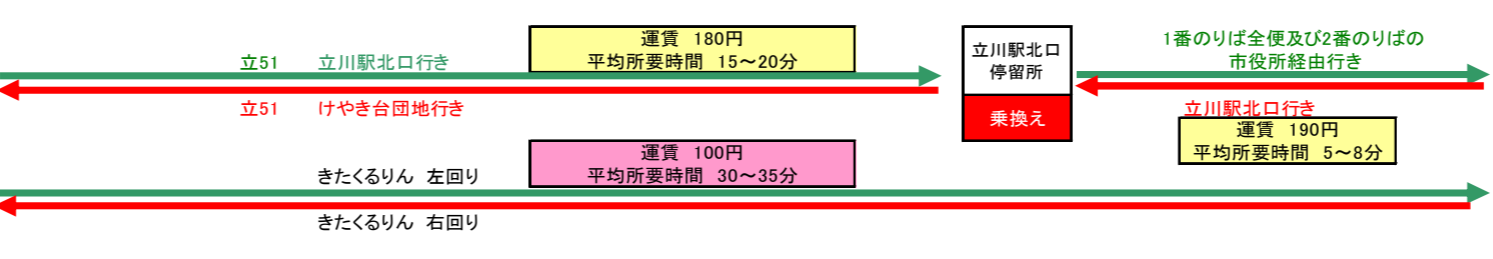 立51 立川駅北口行き
運賃 180円
平均所要時間 15～20分
立51 けやき台団地行き
立川駅北口
停留所
乗換え
1番のりば全便及び2番のりばの
市役所経由行き
立川駅北口行き
運賃 190円
平均所要時間 5～8分
きたくるりん 左回り
運賃 100円
平均所要時間 30～35分
きたくるりん 右回り